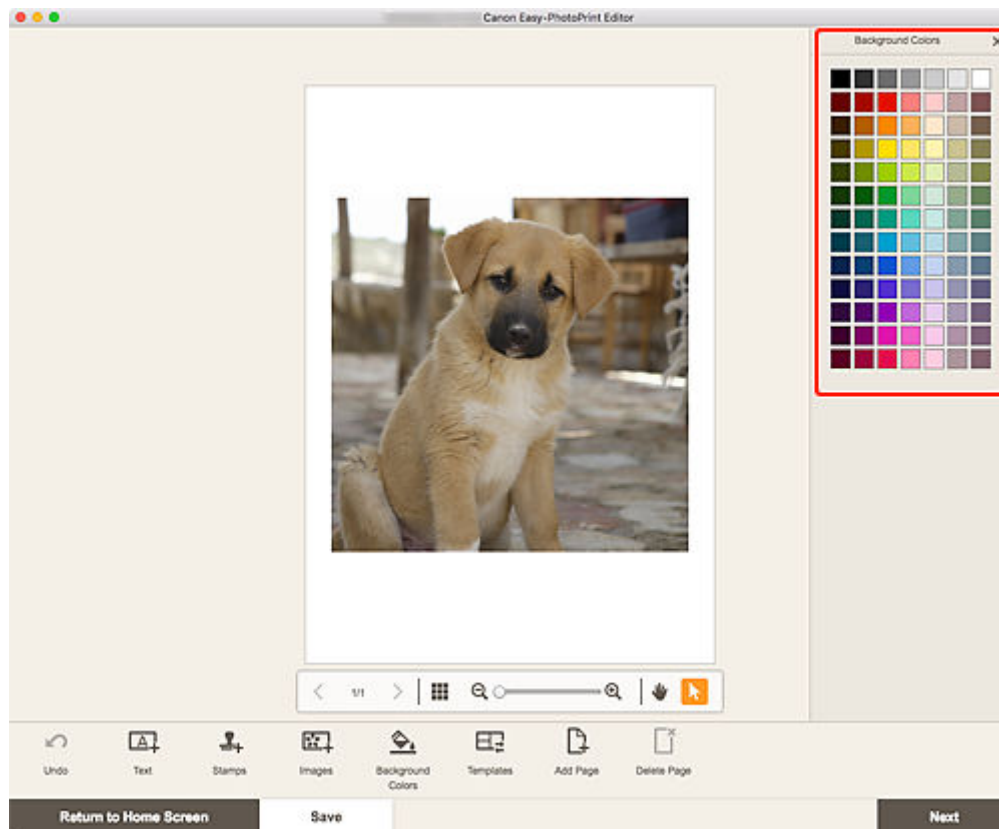 Canon Easy-PhotoPrint Editor
Background Colors
1/1
Undo
Text
Stamps
Images
Background
Colors
Templates
Add Page
Delete Page
Return to Home Screen
Save
Next